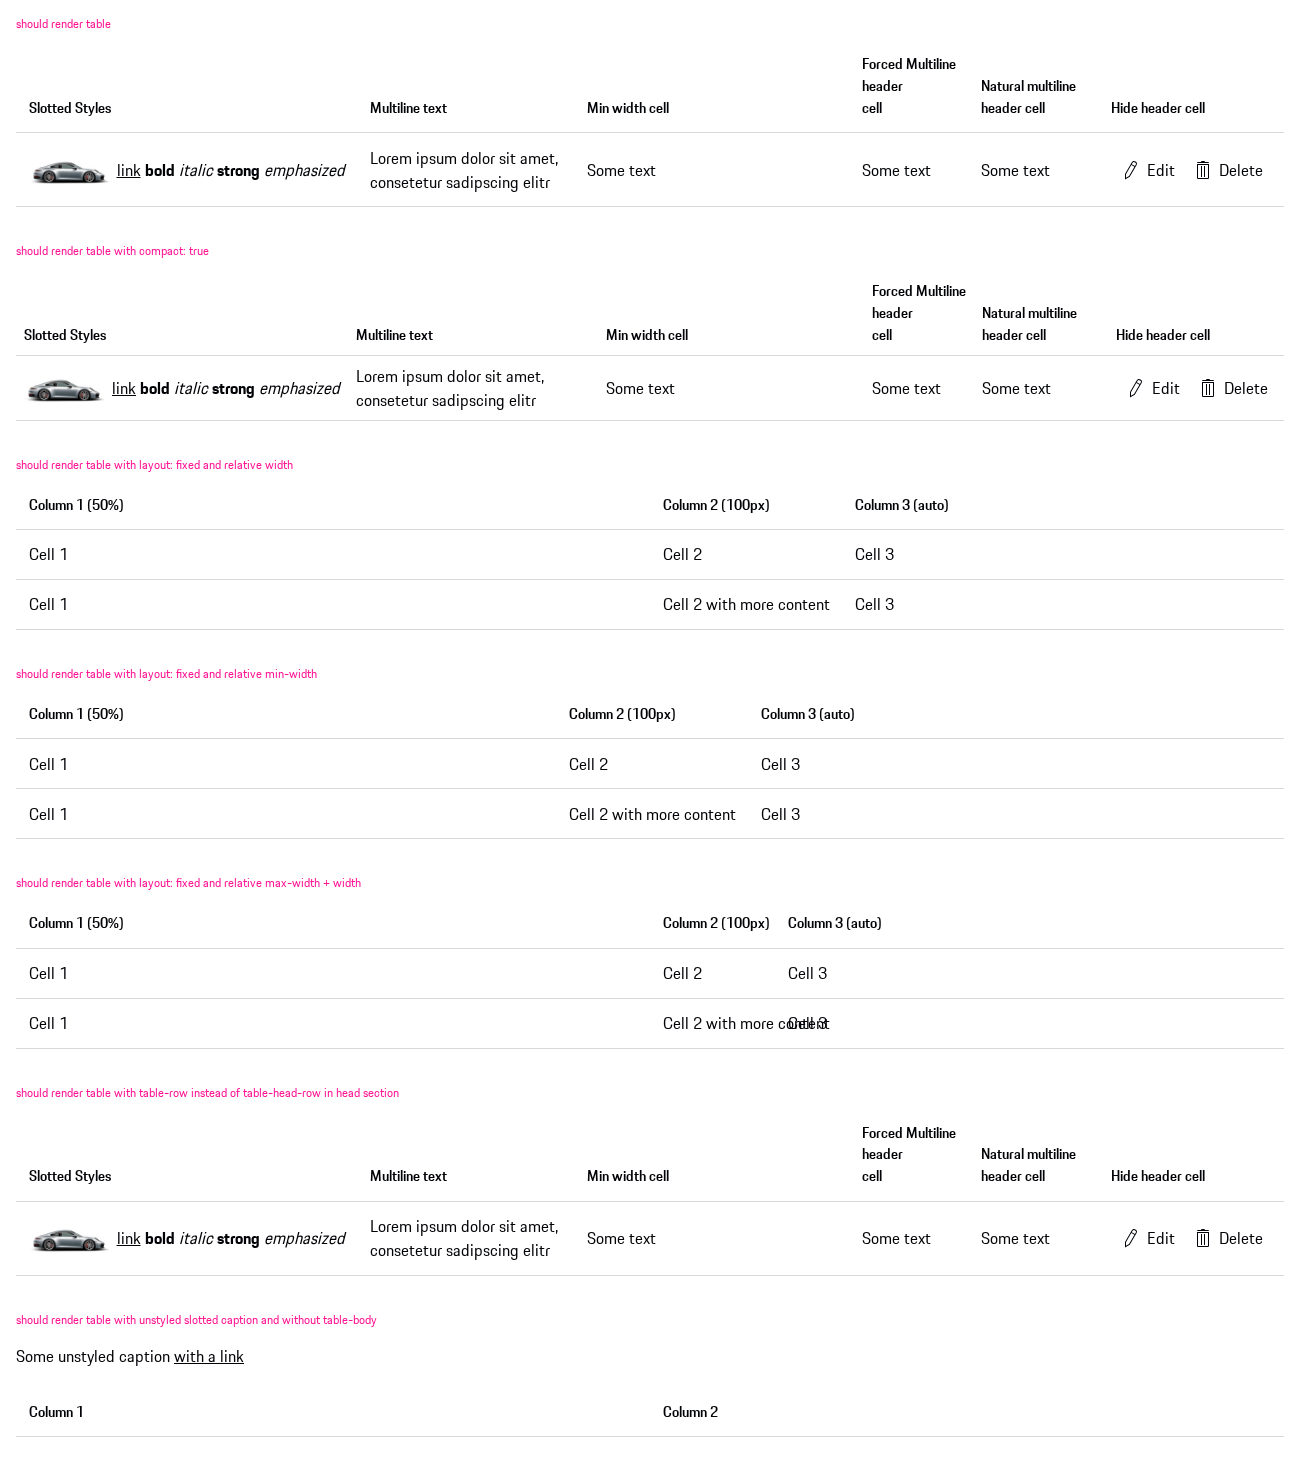 should render table
Slotted Styles Multiline text Min width cell Forced Multiline header cell Natural multiline header cell Hide header cell
link bold italic strong emphasized Lorem ipsum dolor sit amet, consetetur sadipscing elitr Some text Some text Some text Edit Delete
should render table with compact: true
Slotted Styles Multiline text Min width cell Forced Multiline header cell Natural multiline header cell Hide header cell
link bold italic strong emphasized Lorem ipsum dolor sit amet, consetetur sadipscing elitr Some text Some text Some text Edit Delete
should render table with layout: fixed and relative width
Column 1 (50%) Column 2 (100px) Column 3 (auto)
Cell 1 Cell 2 Cell 3
Cell 1 Cell 2 with more content Cell 3
should render table with layout: fixed and relative min-width
Column 1 (50%) Column 2 (100px) Column 3 (auto)
Cell 1 Cell 2 Cell 3
Cell 1 Cell 2 with more content Cell 3
should render table with layout: fixed and relative max-width + width
Column 1 (50%) Column 2 (100px) Column 3 (auto)
Cell 1 Cell 2 Cell 3
Cell 1 Cell 2 with more content Cell 3
should render table with table-row instead of table-head-row in head section
Slotted Styles Multiline text Min width cell Forced Multiline header cell Natural multiline header cell Hide header cell
link bold italic strong emphasized Lorem ipsum dolor sit amet, consetetur sadipscing elitr Some text Some text Some text Edit Delete
should render table with unstyled slotted caption and without table-body
Some unstyled caption with a link
Column 1 Column 2